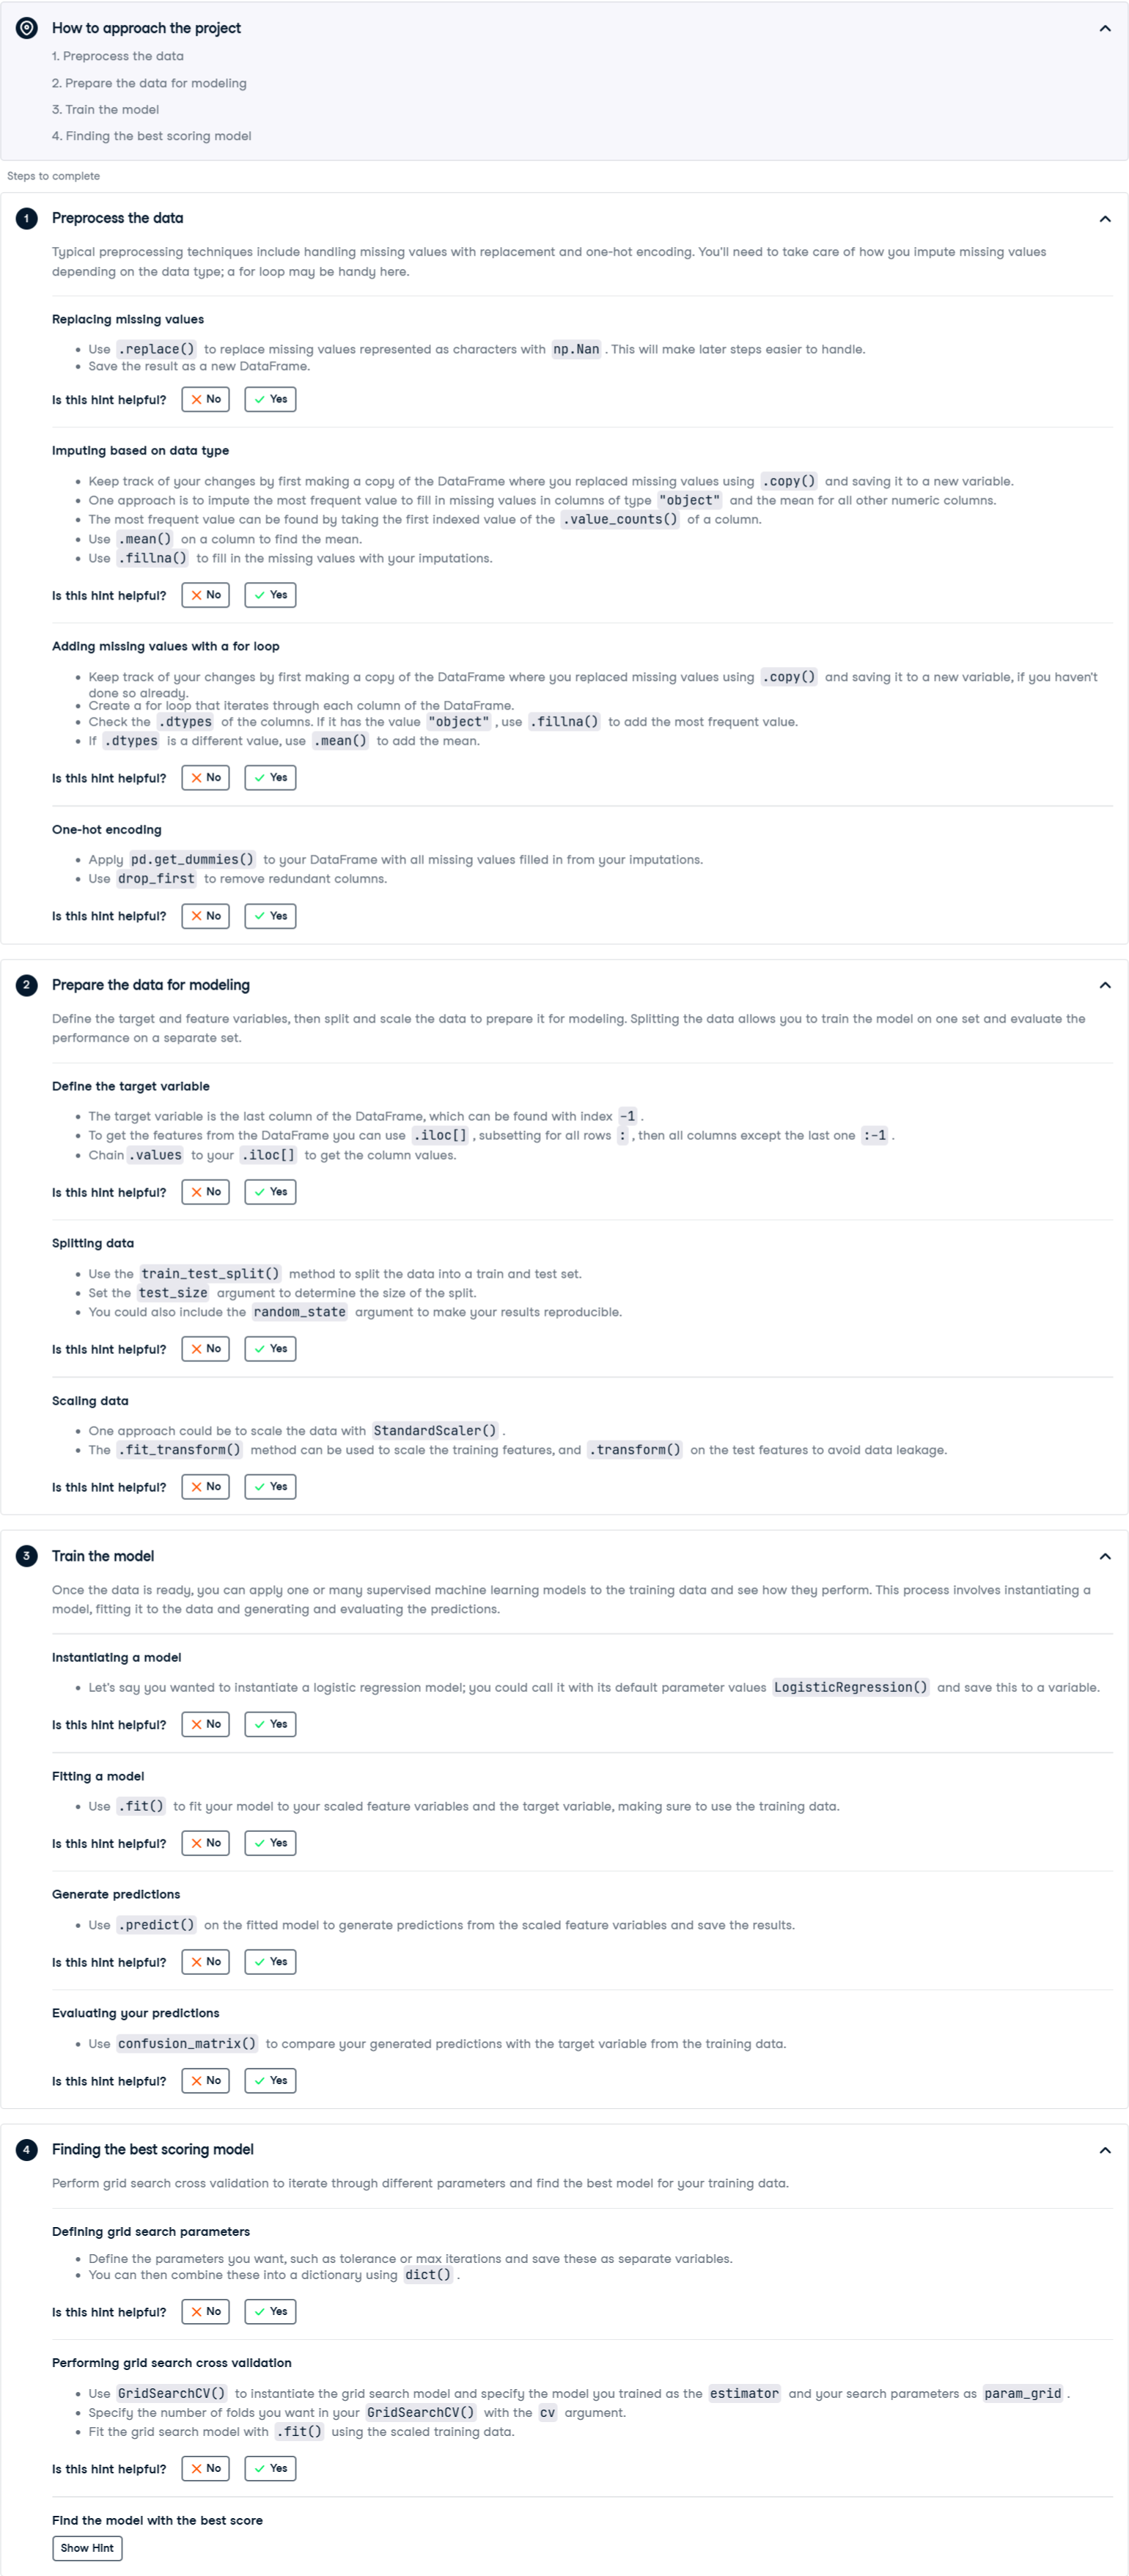 How to approach the project
1. Preprocess the data
2. Prepare the data for modeling
3. Train the model
4. Finding the best scoring model
Steps to complete
1 Preprocess the data
Typical preprocessing techniques include handling missing values with replacement and one-hot encoding. You'll need to take care of how you impute missing values
depending on the data type; a for loop may be handy here.
Replacing missing values
• Use .replace() to replace missing values represented as characters with np.Nan . This will make later steps easier to handle.
• Save the result as a new DataFrame.
Is this hint helpful? No Yes
Imputing based on data type
• Keep track of your changes by first making a copy of the DataFrame where you replaced missing values using .copy() and saving it to a new variable.
• One approach is to impute the most frequent value to fill in missing values in columns of type "object" and the mean for all other numeric columns.
• The most frequent value can be found by taking the first indexed value of the .value_counts() of a column.
• Use .mean() on a column to find the mean.
• Use .fillna() to fill in the missing values with your imputations.
Is this hint helpful? No Yes
Adding missing values with a for loop
• Keep track of your changes by first making a copy of the DataFrame where you replaced missing values using .copy() and saving it to a new variable, if you haven't
done so already.
• Create a for loop that iterates through each column of the DataFrame.
• Check the .dtypes of the columns. If it has the value "object" , use .fillna() to add the most frequent value.
• If .dtypes is a different value, use .mean() to add the mean.
Is this hint helpful? No Yes
One-hot encoding
• Apply pd.get_dummies() to your DataFrame with all missing values filled in from your imputations.
• Use drop_first to remove redundant columns.
Is this hint helpful? No Yes
2 Prepare the data for modeling
Define the target and feature variables, then split and scale the data to prepare it for modeling. Splitting the data allows you to train the model on one set and evaluate the
performance on a separate set.
Define the target variable
• The target variable is the last column of the DataFrame, which can be found with index -1 .
• To get the features from the DataFrame you can use .iloc[] , subsetting for all rows : , then all columns except the last one :-1 .
• Chain .values to your .iloc[] to get the column values.
Is this hint helpful? No Yes
Splitting data
• Use the train_test_split() method to split the data into a train and test set.
• Set the test_size argument to determine the size of the split.
• You could also include the random_state argument to make your results reproducible.
Is this hint helpful? No Yes
Scaling data
• One approach could be to scale the data with StandardScaler() .
• The .fit_transform() method can be used to scale the training features, and .transform() on the test features to avoid data leakage.
Is this hint helpful? No Yes
3 Train the model
Once the data is ready, you can apply one or many supervised machine learning models to the training data and see how they perform. This process involves instantiating a
model, fitting it to the data and generating and evaluating the predictions.
Instantiating a model
• Let's say you wanted to instantiate a logistic regression model; you could call it with its default parameter values LogisticRegression() and save this to a variable.
Is this hint helpful? No Yes
Fitting a model
• Use .fit() to fit your model to your scaled feature variables and the target variable, making sure to use the training data.
Is this hint helpful? No Yes
Generate predictions
• Use .predict() on the fitted model to generate predictions from the scaled feature variables and save the results.
Is this hint helpful? No Yes
Evaluating your predictions
• Use confusion_matrix() to compare your generated predictions with the target variable from the training data.
Is this hint helpful? No Yes
4 Finding the best scoring model
Perform grid search cross validation to iterate through different parameters and find the best model for your training data.
Defining grid search parameters
• Define the parameters you want, such as tolerance or max iterations and save these as separate variables.
• You can then combine these into a dictionary using dict() .
Is this hint helpful? No Yes
Performing grid search cross validation
• Use GridSearchCV() to instantiate the grid search model and specify the model you trained as the estimator and your search parameters as param_grid .
• Specify the number of folds you want in your GridSearchCV() with the cv argument.
• Fit the grid search model with .fit() using the scaled training data.
Is this hint helpful? No Yes
Find the model with the best score
Show Hint